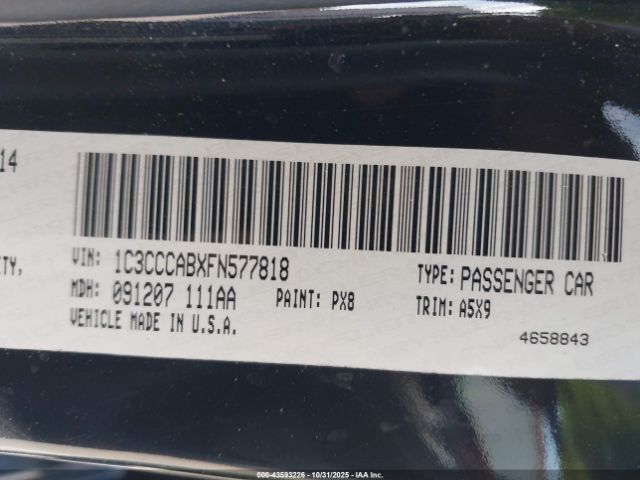 14
ITY,
VIN: 1C3CCCABXFN577818
MDH: 091207 111AA
PAINT: PX8
VEHICLE MADE IN U.S.A.
TYPE: PASSENGER CAR
TRIM: A5X9
4658843
000-43593226 - 10/31/2025 - IAA Inc.